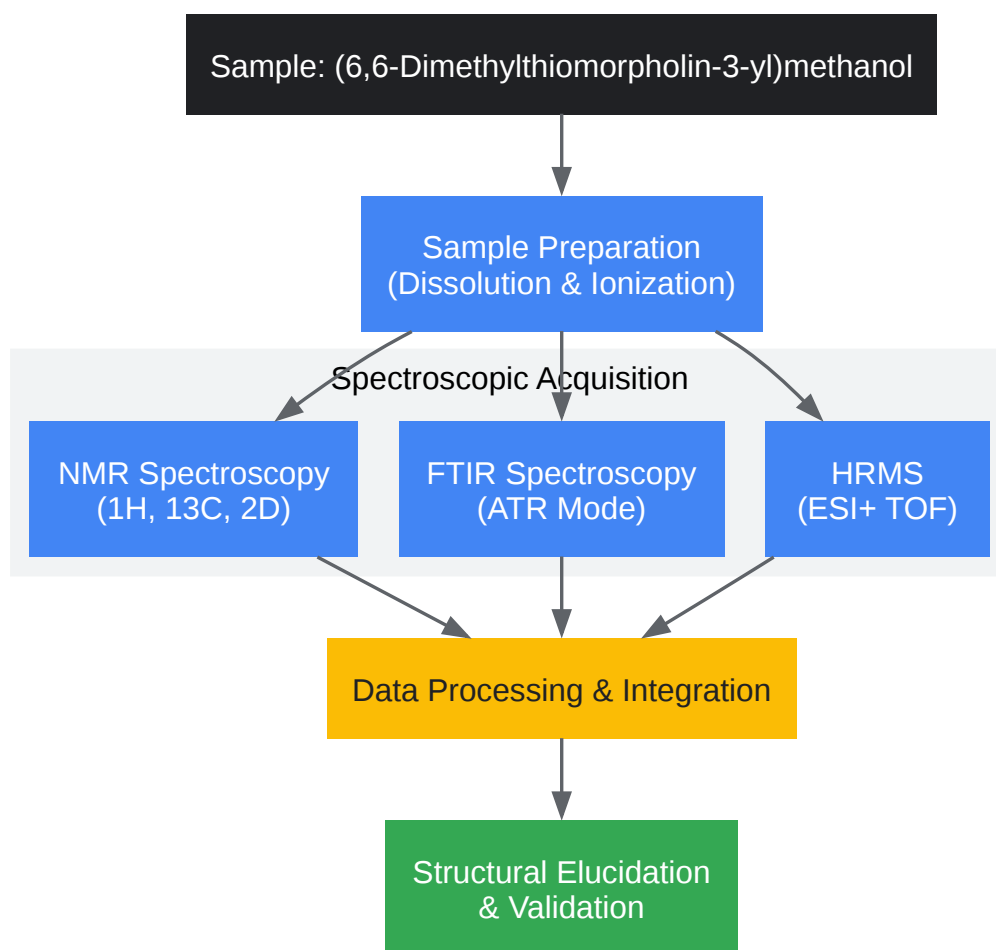 Sample: (6,6-Dimethylthiomorpholin-3-yl)methanol
Sample Preparation
(Dissolution & Ionization)
Spectroscopic Acquisition
NMR Spectroscopy
(1H, 13C, 2D)
FTIR Spectroscopy
(ATR Mode)
HRMS
(ESI+ TOF)
Data Processing & Integration
Structural Elucidation
& Validation